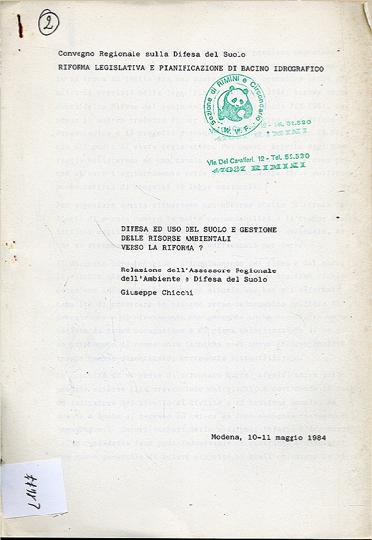 2
Convegno Regionale sulla Difesa del Suolo
RIFORMA LEGISLATIVA E PIANIFICAZIONE DI BACINO IDROGRAFICO
Sezione di RIMINI e Circondario
W.W.F.
Via Dei Cavalieri, 12 - Tel. 51.520
47037 RIMINI
DIFESA ED USO DEL SUOLO E GESTIONE
DELLE RISORSE AMBIENTALI
VERSO LA RIFORMA ?
Relazione dell'Assessore Regionale
dell'Ambiente e Difesa del Suolo
Giuseppe Chicchi
Modena, 10-11 maggio 1984